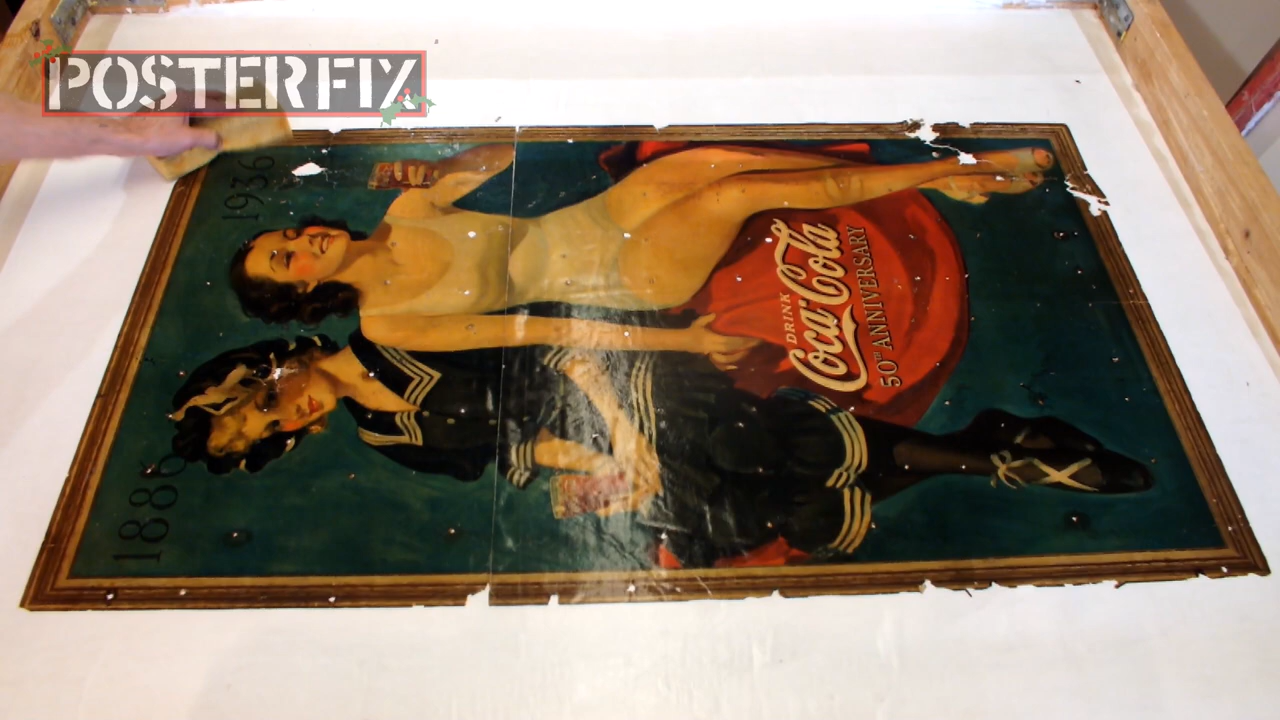 POSTERFIX
1936
1886
DRINK
Coca-Cola
50TH ANNIVERSARY